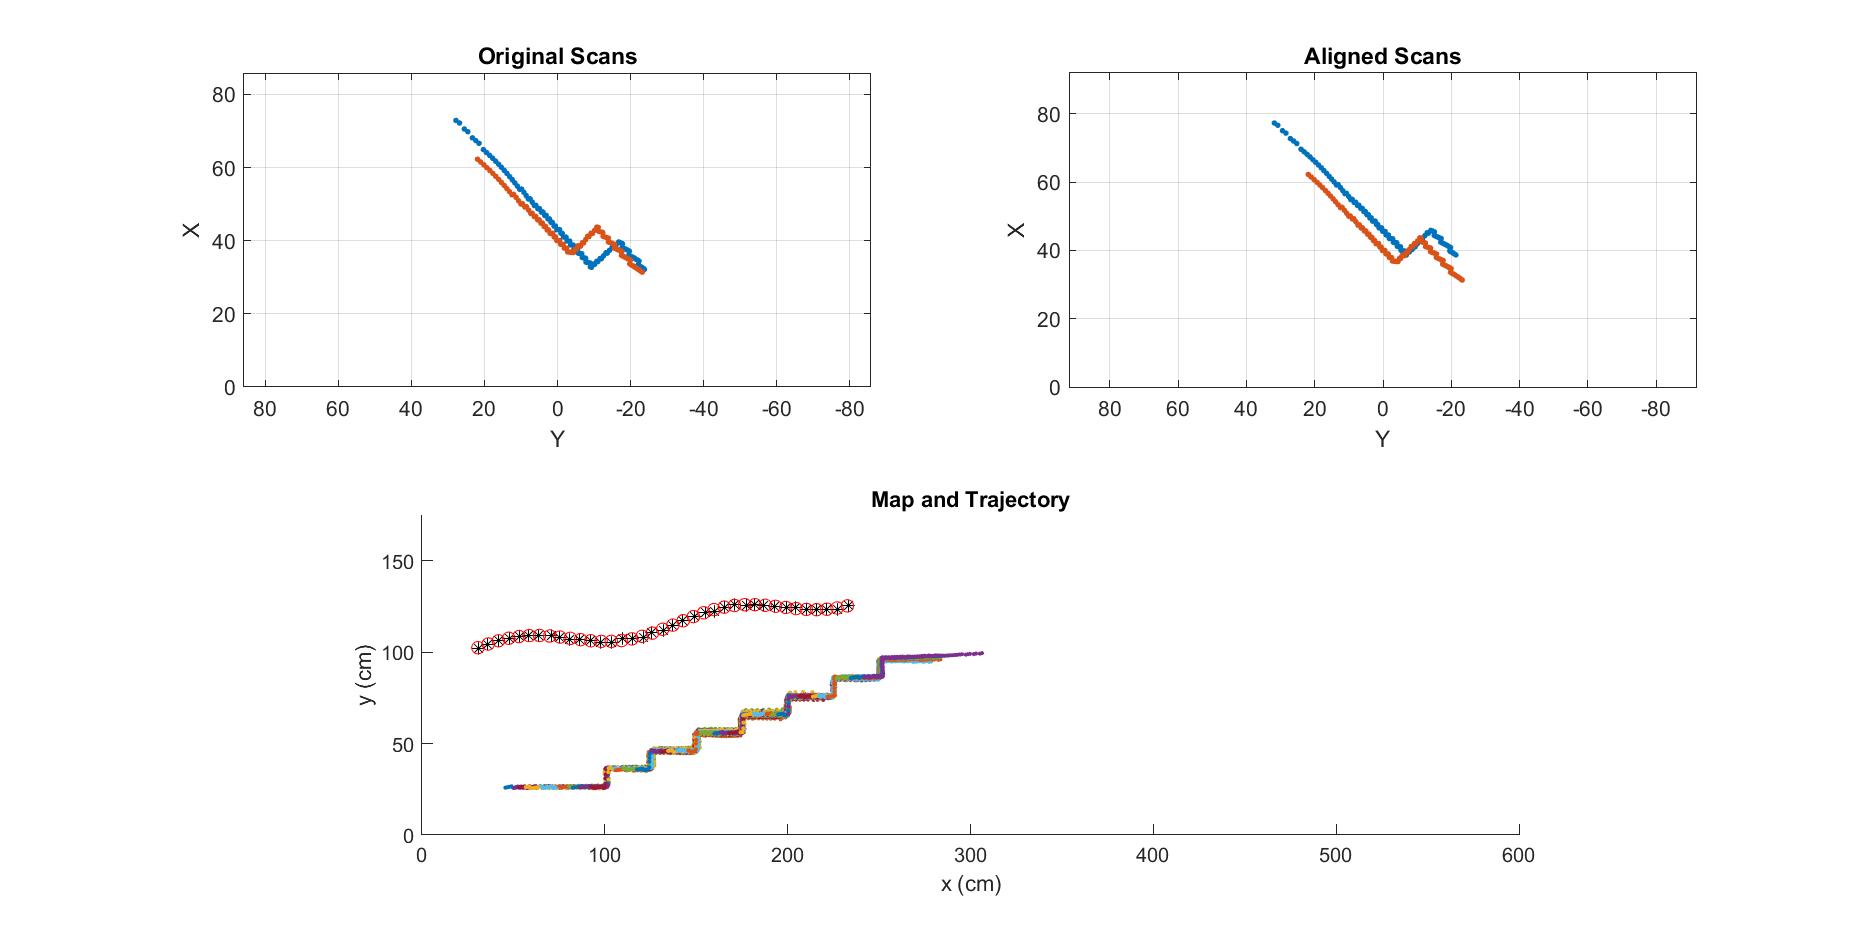 Original Scans
80
60
40
20
0
X
80 60 40 20 0 -20 -40 -60 -80
Y
Aligned Scans
80
60
40
20
0
X
80 60 40 20 0 -20 -40 -60 -80
Y
Map and Trajectory
150
100
50
0
y (cm)
0 100 200 300 400 500 600
x (cm)